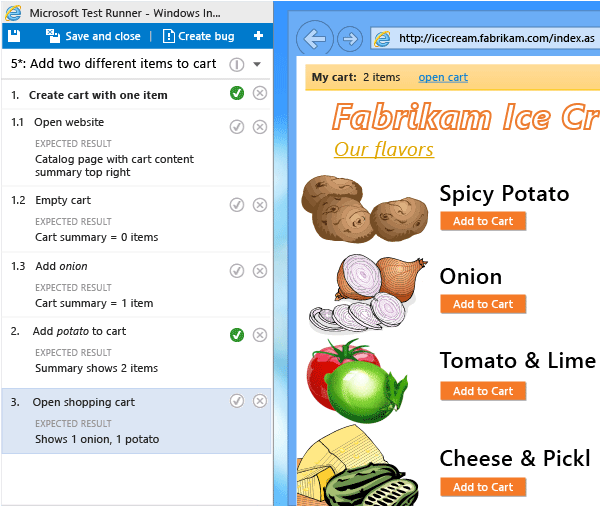 Microsoft Test Runner - Windows In...
Save and close
Create bug
5*: Add two different items to cart
1. Create cart with one item
1.1 Open website
EXPECTED RESULT
Catalog page with cart content
summary top right
1.2 Empty cart
EXPECTED RESULT
Cart summary = 0 items
1.3 Add onion
EXPECTED RESULT
Cart summary = 1 item
2. Add potato to cart
EXPECTED RESULT
Summary shows 2 items
3. Open shopping cart
EXPECTED RESULT
Shows 1 onion, 1 potato
http://icecream.fabrikam.com/index.as
My cart: 2 items open cart
Fabrikam Ice Cr
Our flavors
Spicy Potato
Add to Cart
Onion
Add to Cart
Tomato & Lime
Add to Cart
Cheese & Pickl
Add to Cart